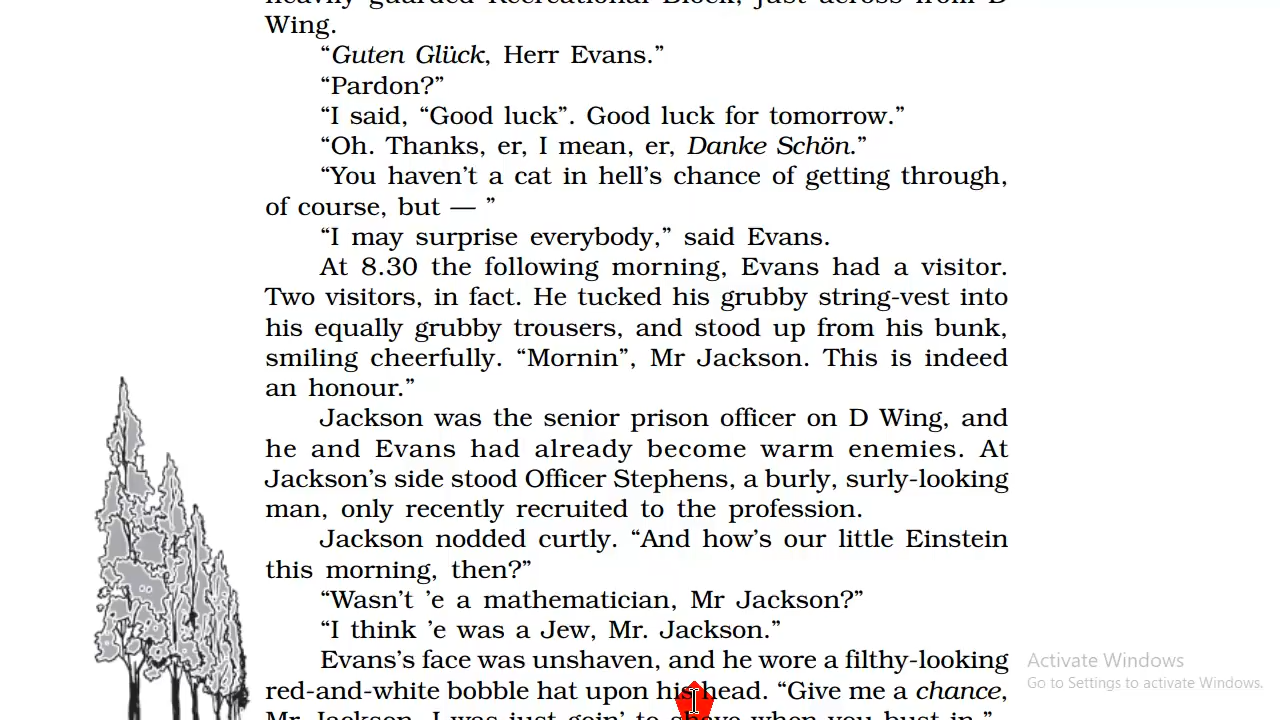 heavily guarded Recreational Block, just across from D
Wing.
“Guten Glück, Herr Evans.”
“Pardon?”
“I said, “Good luck”. Good luck for tomorrow.”
“Oh. Thanks, er, I mean, er, Danke Schön.”
“You haven’t a cat in hell’s chance of getting through,
of course, but — ”
“I may surprise everybody,” said Evans.
At 8.30 the following morning, Evans had a visitor.
Two visitors, in fact. He tucked his grubby string-vest into
his equally grubby trousers, and stood up from his bunk,
smiling cheerfully. “Mornin”, Mr Jackson. This is indeed
an honour.”
Jackson was the senior prison officer on D Wing, and
he and Evans had already become warm enemies. At
Jackson’s side stood Officer Stephens, a burly, surly-looking
man, only recently recruited to the profession.
Jackson nodded curtly. “And how’s our little Einstein
this morning, then?”
“Wasn’t ’e a mathematician, Mr Jackson?”
“I think ’e was a Jew, Mr. Jackson.”
Evans’s face was unshaven, and he wore a filthy-looking
red-and-white bobble hat upon his head. “Give me a chance,
Mr Jackson. I was just goin’ to shave when you bust in.”
Activate Windows
Go to Settings to activate Windows.